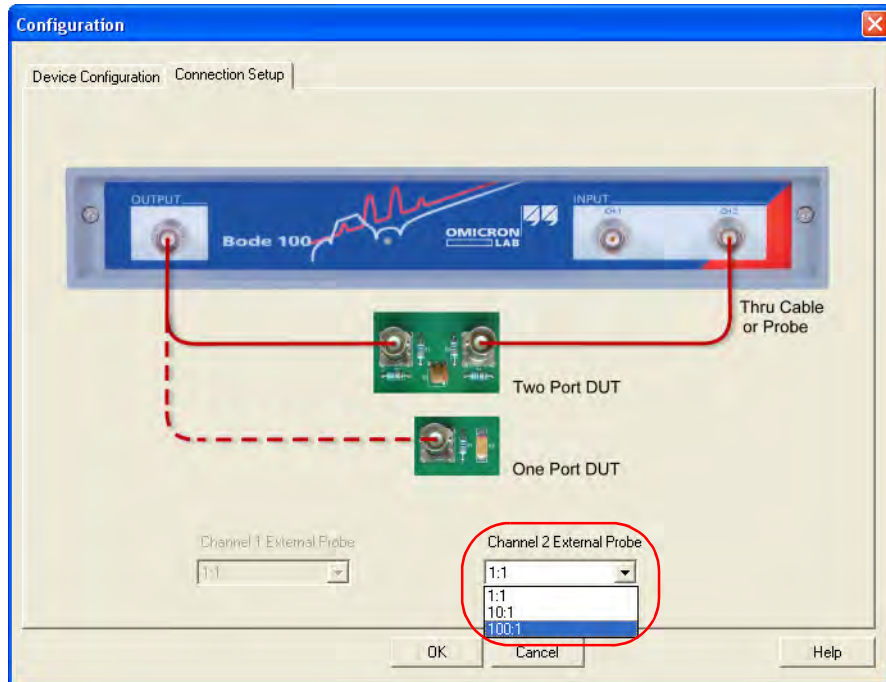 Configuration
Device Configuration
Connection Setup
OUTPUT
INPUT
CH 1
CH 2
Bode 100
OMICRON
LAB
Thru Cable
or Probe
Two Port DUT
One Port DUT
Channel 1 External Probe
Channel 2 External Probe
1:1
1:1
1:1
10:1
100:1
OK
Cancel
Help